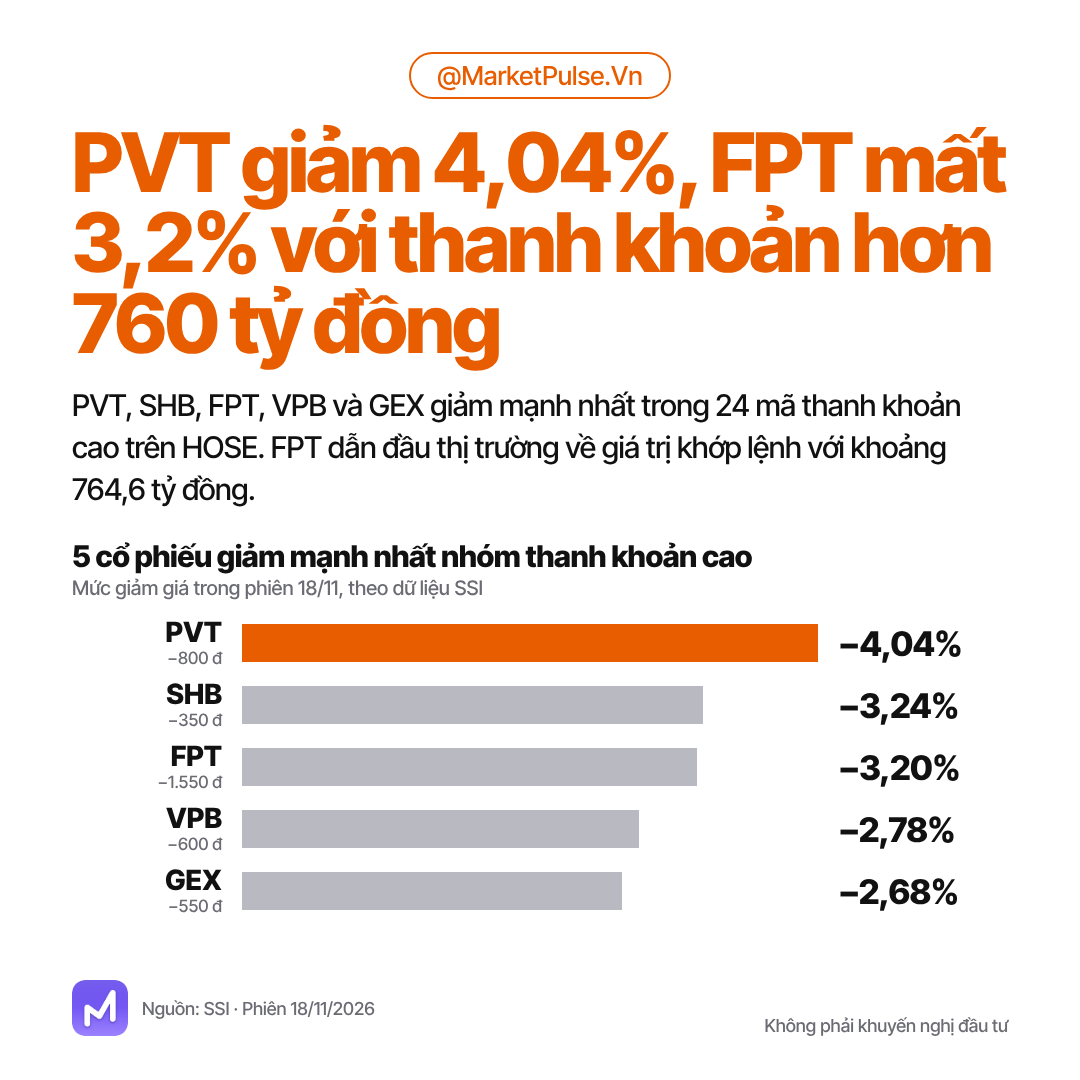 @MarketPulse.Vn
PVT giảm 4,04%, FPT mất
3,2% với thanh khoản hơn
760 tỷ đồng
PVT, SHB, FPT, VPB và GEX giảm mạnh nhất trong 24 mã thanh khoản
cao trên HOSE. FPT dẫn đầu thị trường về giá trị khớp lệnh với khoảng
764,6 tỷ đồng.
5 cổ phiếu giảm mạnh nhất nhóm thanh khoản cao
Mức giảm giá trong phiên 18/11, theo dữ liệu SSI
PVT
−800 đ
−4,04%
SHB
−350 đ
−3,24%
FPT
−1.550 đ
−3,20%
VPB
−600 đ
−2,78%
GEX
−550 đ
−2,68%
Nguồn: SSI · Phiên 18/11/2026
Không phải khuyến nghị đầu tư